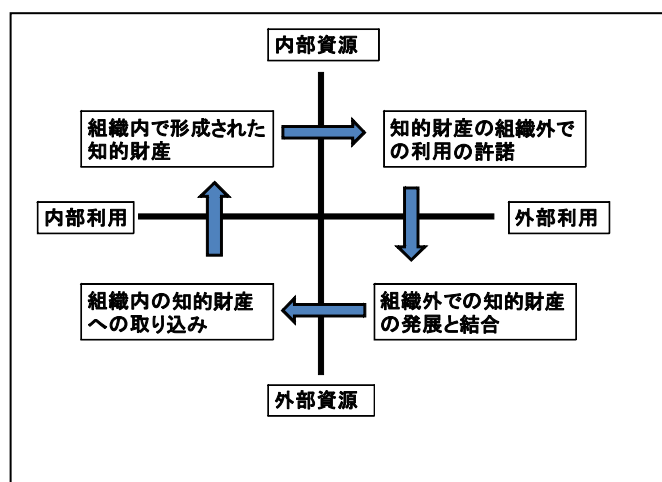 内部資源
組織内で形成された
知的財産
知的財産の組織外で
の利用の許諾
内部利用
外部利用
組織内の知的財産
への取り込み
組織外での知的財産
の発展と結合
外部資源